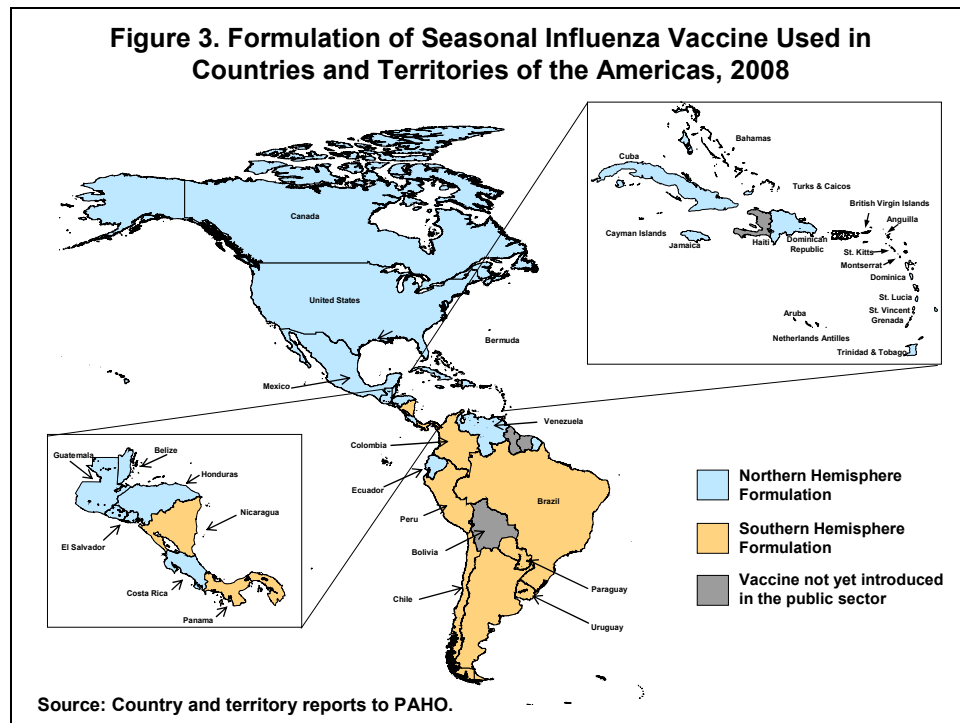 Figure 3. Formulation of Seasonal Influenza Vaccine Used in
Countries and Territories of the Americas, 2008
Bahamas
Cuba
Turks & Caicos
British Virgin Islands
Anguilla
Cayman Islands
Jamaica
Haiti
Dominican
Republic
St. Kitts
Montserrat
Dominica
St. Lucia
St. Vincent
Grenada
Aruba
Netherlands Antilles
Trinidad & Tobago
Canada
United States
Bermuda
Mexico
Venezuela
Colombia
Ecuador
Brazil
Peru
Bolivia
Paraguay
Chile
Uruguay
Guatemala
Belize
Honduras
Nicaragua
El Salvador
Costa Rica
Panama
Northern Hemisphere
Formulation
Southern Hemisphere
Formulation
Vaccine not yet introduced
in the public sector
Source: Country and territory reports to PAHO.